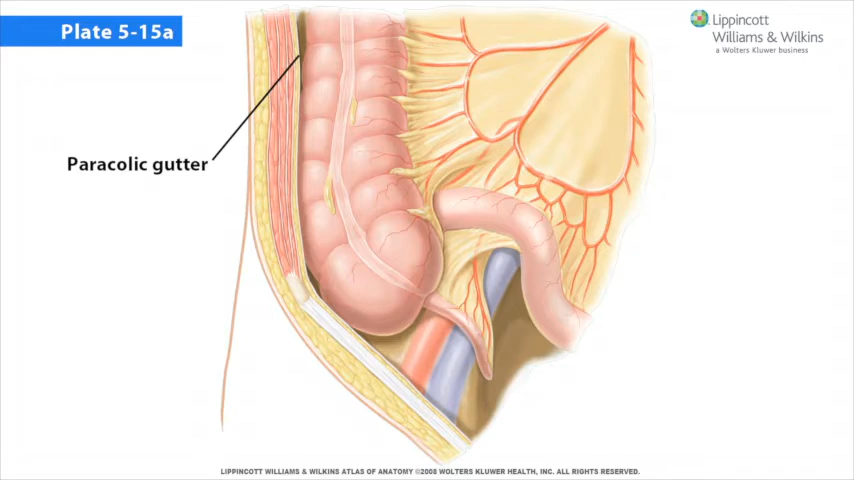 Plate 5-15a
Lippincott
Williams & Wilkins
a Wolters Kluwer business
Paracolic gutter
LIPPINCOTT WILLIAMS & WILKINS ATLAS OF ANATOMY ©2008 WOLTERS KLUWER HEALTH, INC. ALL RIGHTS RESERVED.